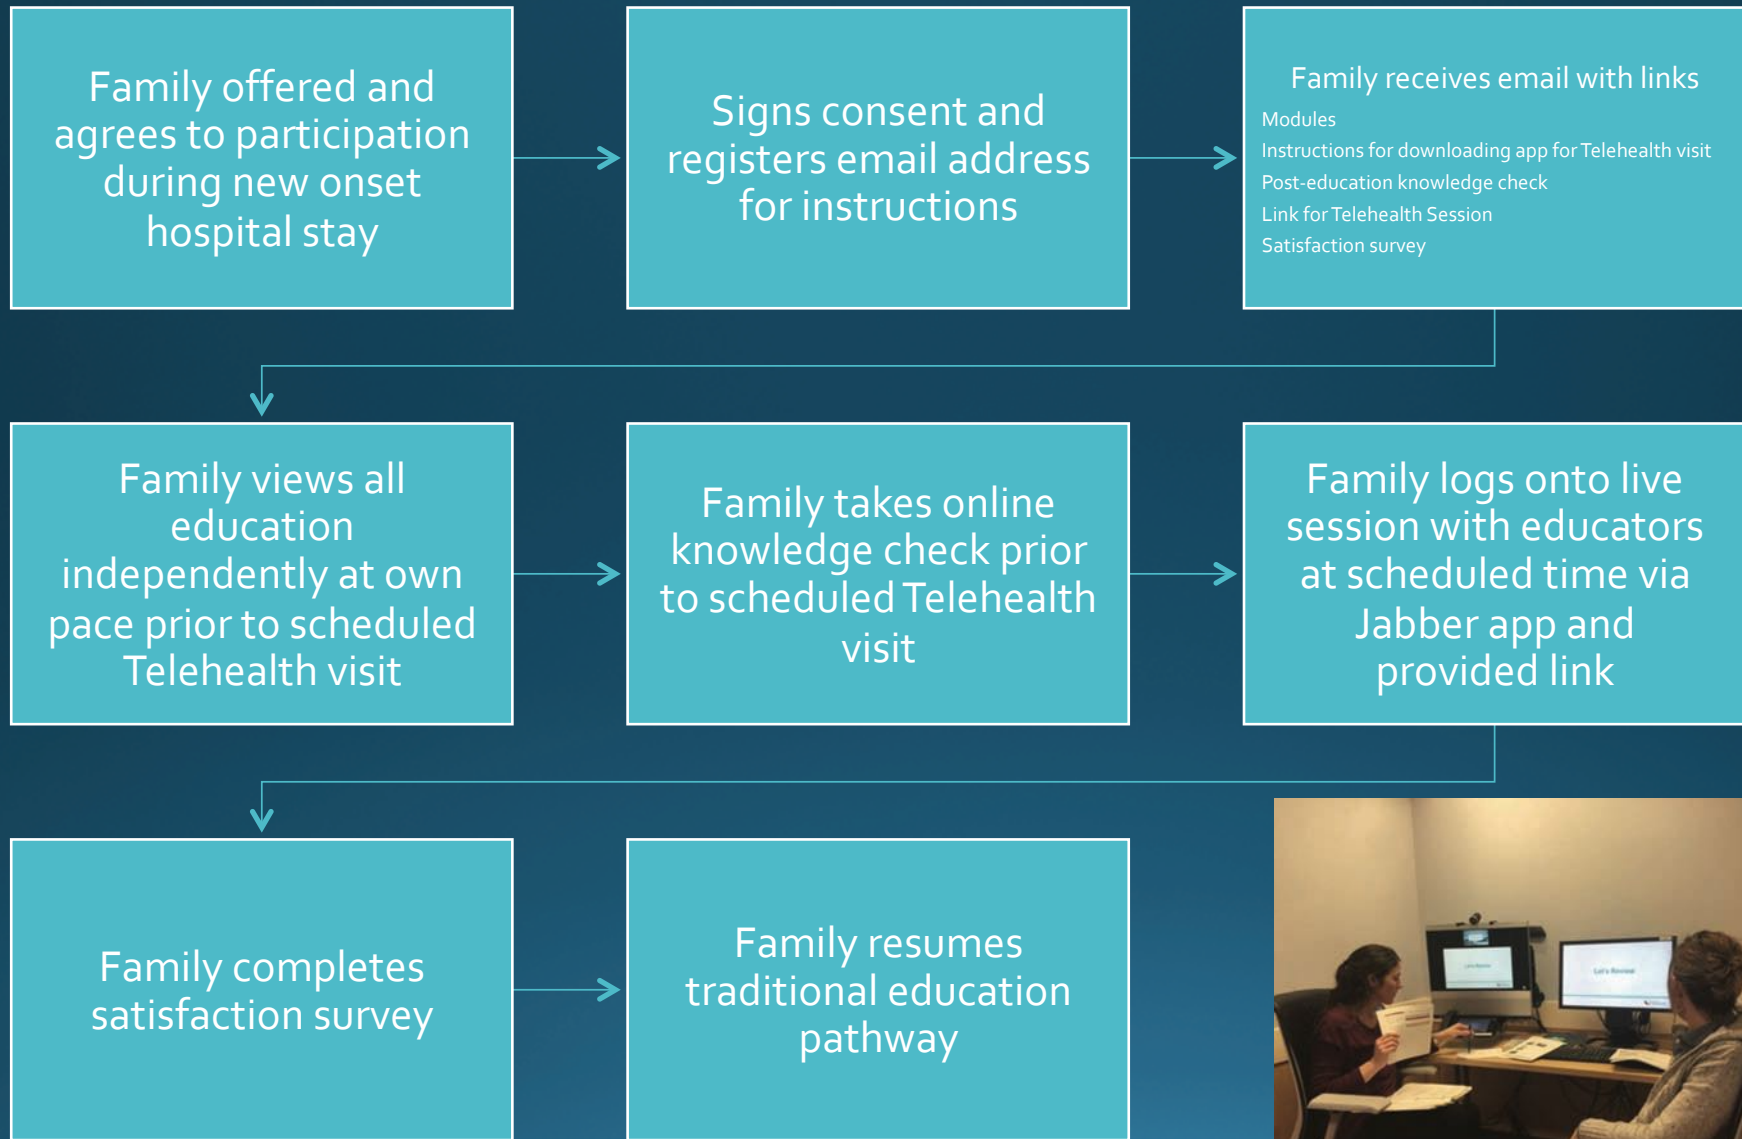 Family offered and
agrees to participation
during new onset
hospital stay
Signs consent and
registers email address
for instructions
Family receives email with links
Modules
Instructions for downloading app for Telehealth visit
Post-education knowledge check
Link for Telehealth Session
Satisfaction survey
Family views all
education
independently at own
pace prior to scheduled
Telehealth visit
Family takes online
knowledge check prior
to scheduled Telehealth
visit
Family logs onto live
session with educators
at scheduled time via
Jabber app and
provided link
Family completes
satisfaction survey
Family resumes
traditional education
pathway
Let's Review